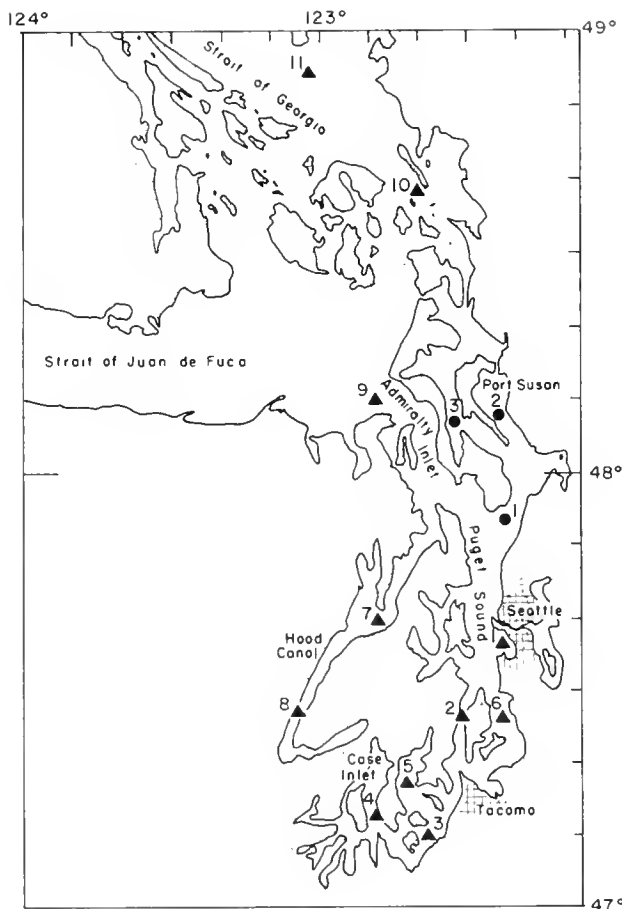 124°
123°
49°
11
Strait of Georgia
10
Strait of Juan de Fuca
9
Admiralty Inlet
Port Susan
3
2
48°
1
Puget Sound
Seattle
1
7
Hood
Canal
8
2
6
Case
Inlet
5
4
3
Tacoma
47°